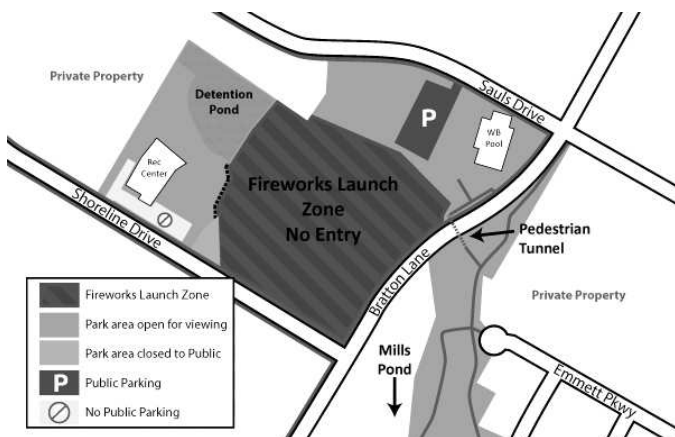 Private Property
Detention
Pond
Sauls Drive
P
WB
Pool
Rec
Center
Fireworks Launch
Zone
No Entry
Shoreline Drive
Bratton Lane
Pedestrian
Tunnel
Private Property
Fireworks Launch Zone
Park area open for viewing
Park area closed to Public
P
Public Parking
No Public Parking
Mills
Pond
Emmett Pkwy